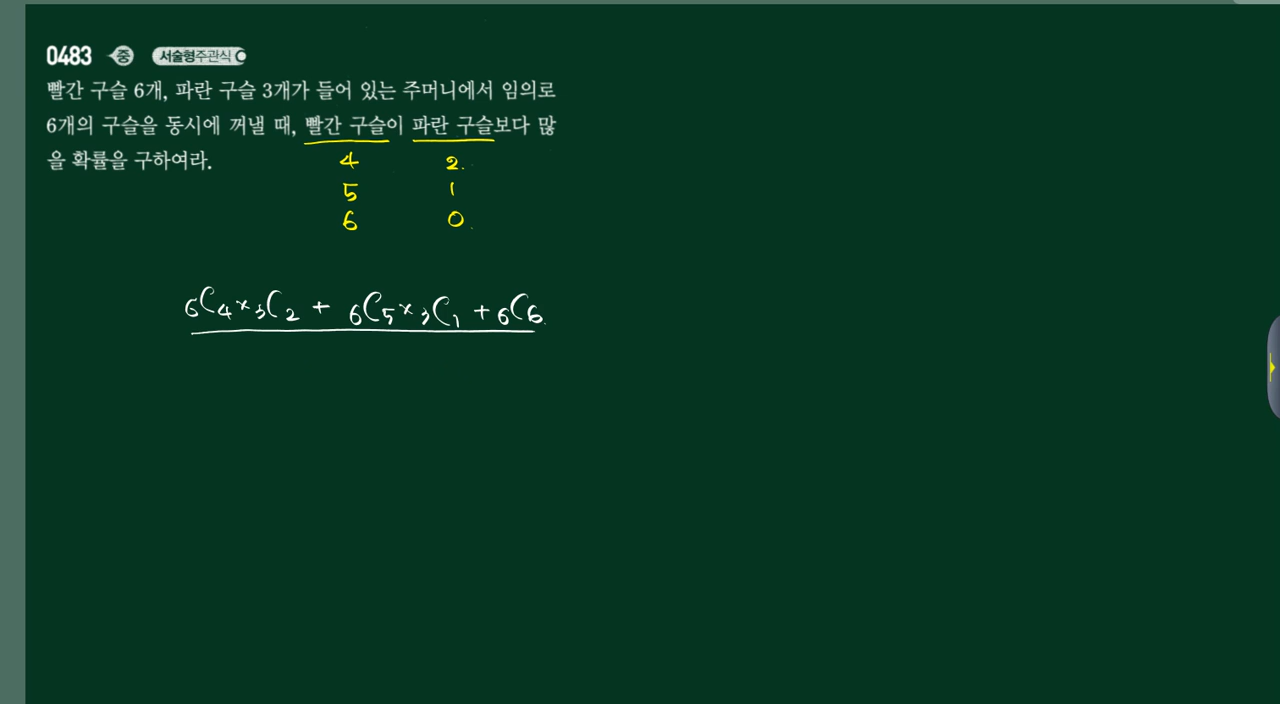 0483 중 서술형주관식
빨간 구슬 6개, 파란 구슬 3개가 들어 있는 주머니에서 임의로
6개의 구슬을 동시에 꺼낼 때, 빨간 구슬이 파란 구슬보다 많
을 확률을 구하여라.
4 2
5 1
6 0
6C4×3C2 + 6C5×3C1 + 6C6